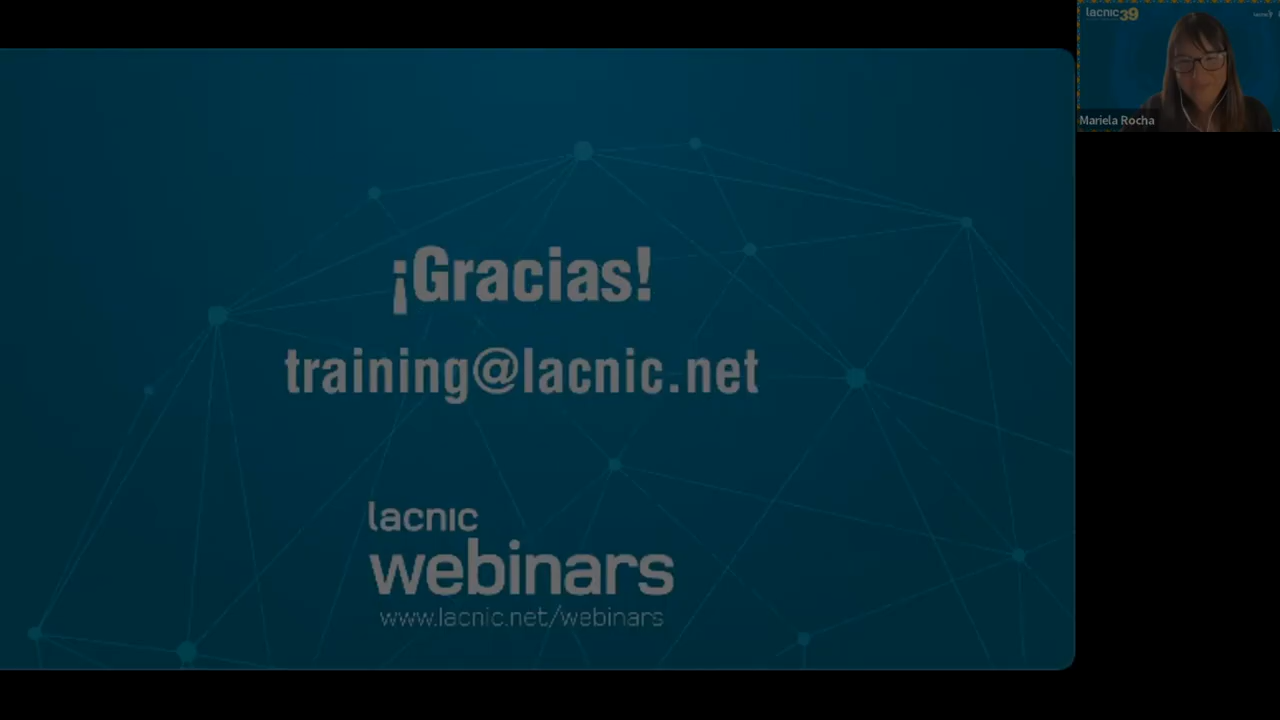 ¡Gracias!
training@lacnic.net
lacnic
webinars
www.lacnic.net/webinars
lacnic39
Mariela Rocha